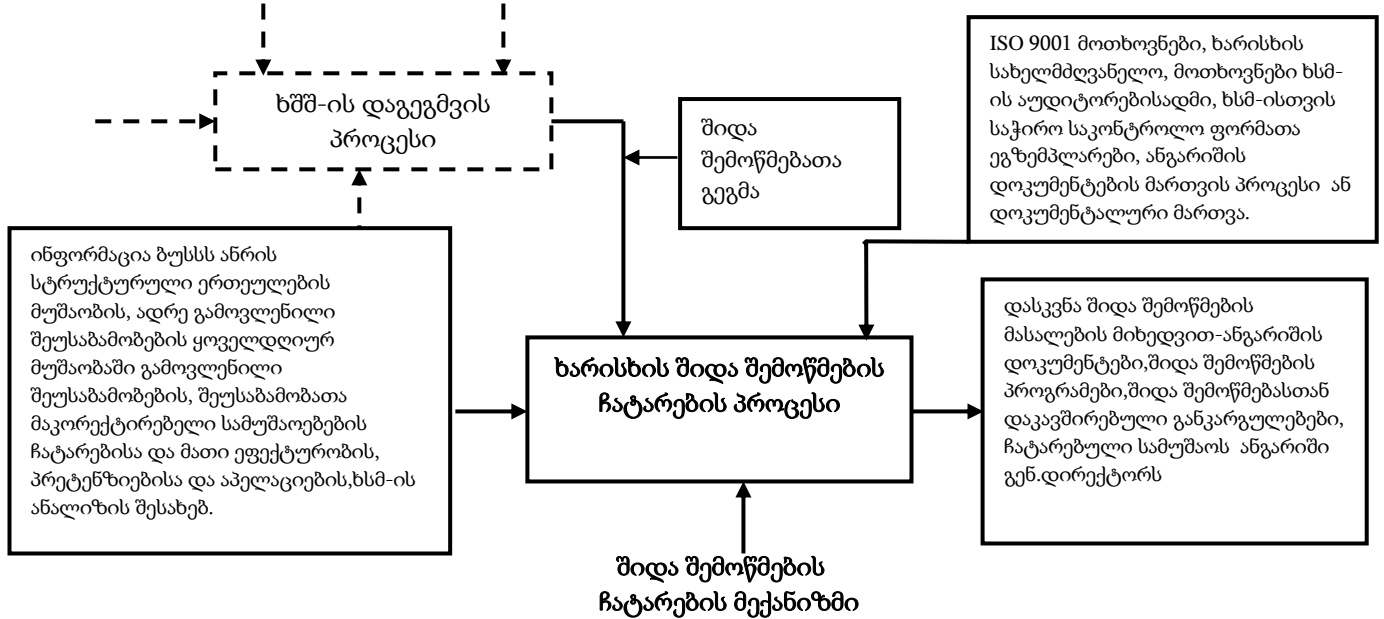 ხშშ-ის დაგეგმვის
პროცესი
შიდა
შემოწმებათა
გეგმა
ISO 9001 მოთხოვნები, ხარისხის
სახელმძღვანელო, მოთხოვნები ხსმ-
ის აუდიტორებისადმი, ხსმ-ისთვის
საჭირო საკონტროლო ფორმათა
ეგზემპლარები, ანგარიშის
დოკუმენტების მართვის პროცესი ან
დოკუმენტალური მართვა.
ინფორმაცია ბუსსს ანრის
სტრუქტურული ერთეულების
მუშაობის, ადრე გამოვლენილი
შეუსაბამობების ყოველდღიურ
მუშაობაში გამოვლენილი
შეუსაბამობების, შეუსაბამობათა
მაკორექტირებელი სამუშაოებების
ჩატარებისა და მათი ეფექტურობის,
პრეტენზიებისა და აპელაციების,ხსმ-ის
ანალიზის შესახებ.
ხარისხის შიდა შემოწმების
ჩატარების პროცესი
დასკვნა შიდა შემოწმების
მასალების მიხედვით-ანგარიშის
დოკუმენტები,შიდა შემოწმების
პროგრამები,შიდა შემოწმებასთან
დაკავშირებული განკარგულებები,
ჩატარებული სამუშაოს ანგარიში
გენ.დირექტორს
შიდა შემოწმების
ჩატარების მექანიზმი